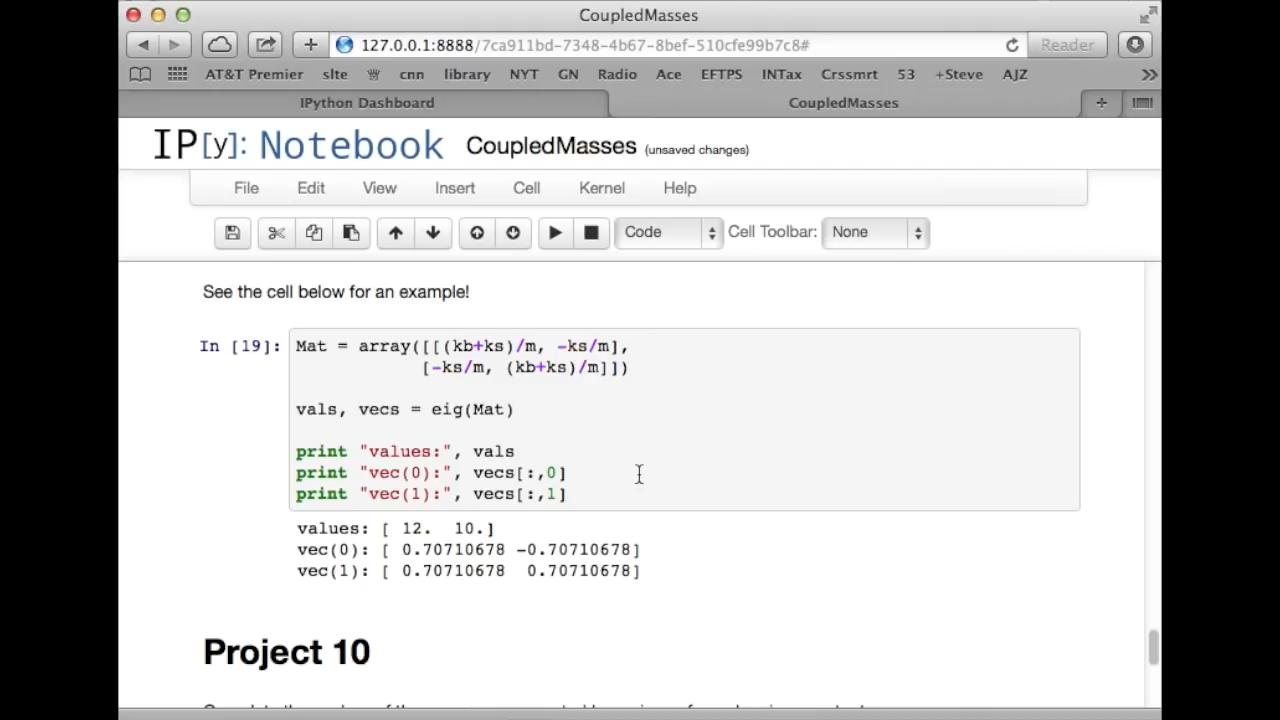 CoupledMasses
127.0.0.1:8888/7ca911bd-7348-4b67-8bef-510cfe99b7c8#
Reader
AT&T Premier slte cnn library NYT GN Radio Ace EFTPS INTax Crssmrt 53 +Steve AJZ
IPython Dashboard CoupledMasses
IP[y]: Notebook CoupledMasses (unsaved changes)
File Edit View Insert Cell Kernel Help
Code Cell Toolbar: None
See the cell below for an example!
In [19]: Mat = array([[(kb+ks)/m, -ks/m],
[-ks/m, (kb+ks)/m]])
vals, vecs = eig(Mat)
print "values:", vals
print "vec(0):", vecs[:,0]
print "vec(1):", vecs[:,1]
values: [ 12. 10.]
vec(0): [ 0.70710678 -0.70710678]
vec(1): [ 0.70710678 0.70710678]
Project 10